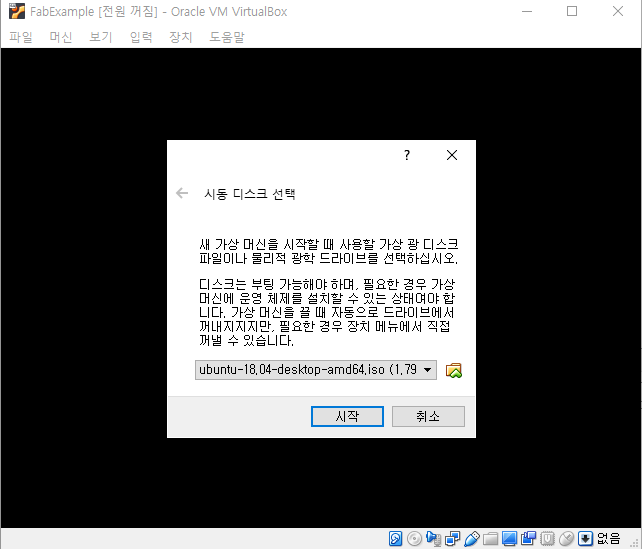 FabExample [전원 꺼짐] - Oracle VM VirtualBox
파일 머신 보기 입력 장치 도움말
?
시동 디스크 선택
새 가상 머신을 시작할 때 사용할 가상 광 디스크
파일이나 물리적 광학 드라이브를 선택하십시오.
디스크는 부팅 가능해야 하며, 필요한 경우 가상
머신에 운영 체제를 설치할 수 있는 상태여야 합
니다. 가상 머신을 끌 때 자동으로 드라이브에서
꺼내지지지만, 필요한 경우 장치 메뉴에서 직접
꺼낼 수 있습니다.
ubuntu-18,04-desktop-amd64,iso (1,79
시작 취소
없음